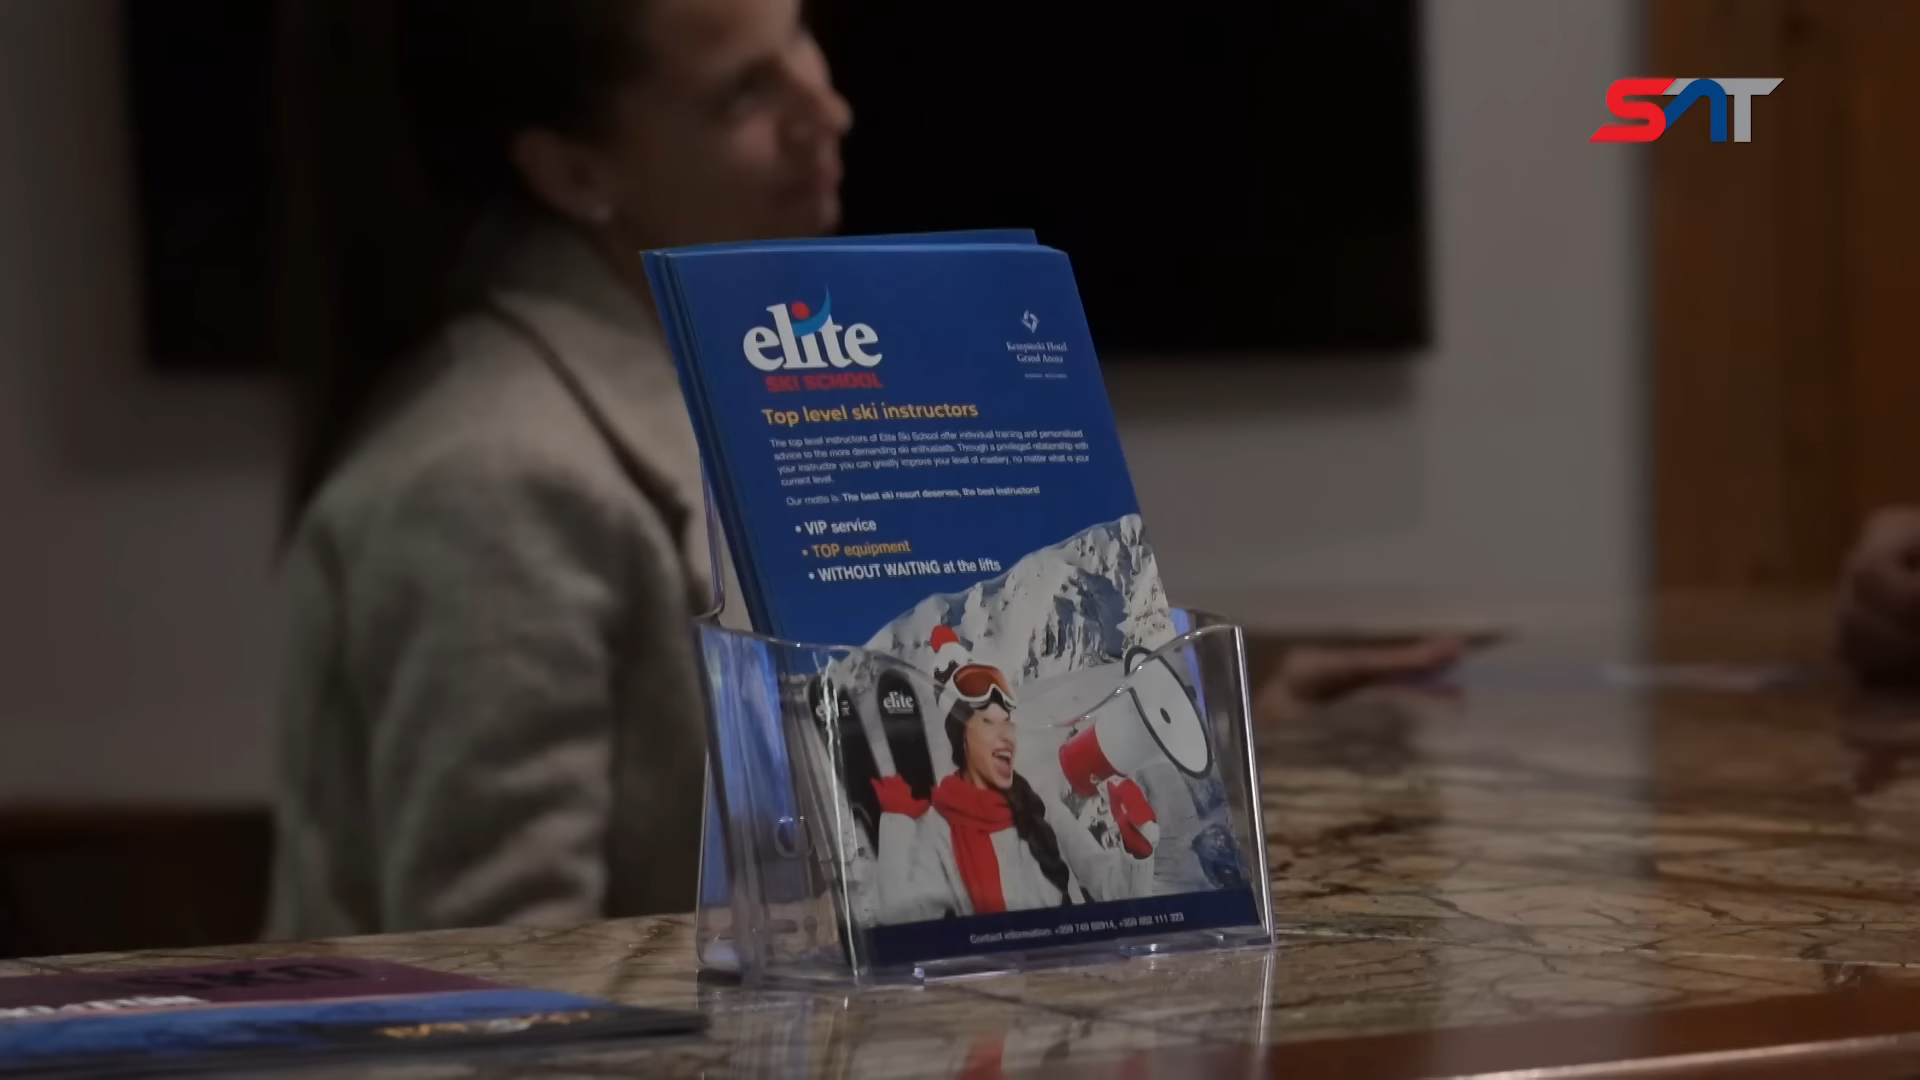 SNT
elite
SKI SCHOOL
Kempinski Hotel
Grand Arena
Top level ski instructors
The top level instructors of Elite Ski School offer individual training and personalized
advice to the more demanding ski enthusiasts. Through a privileged relationship with
your instructor you can greatly improve your level of mastery, no matter what is your
current level.
Our motto is: The best ski resort deserves, the best instructors!
• VIP service
• TOP equipment
• WITHOUT WAITING at the lifts
elite
Contact information: